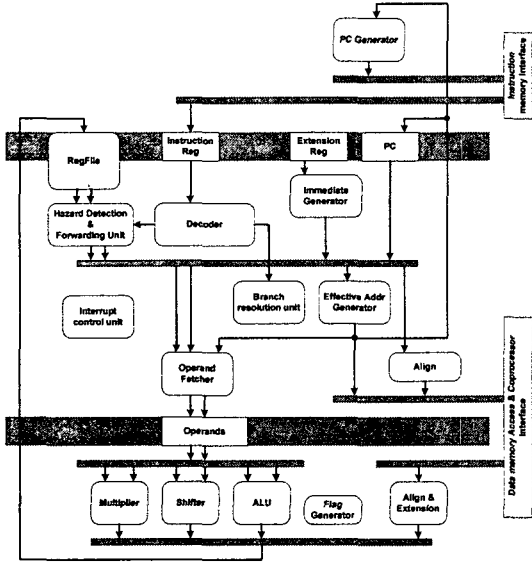 PC Generator
Instruction
memory Interface
RegFile
Instruction
Reg
Extension
Reg
PC
Immediate
Generator
Hazard Detection
&
Forwarding Unit
Decoder
Interrupt
control unit
Branch
resolution unit
Effective Addr
Generator
Operand
Fetcher
Align
Data memory Access & Coprocessor
Interface
Operands
Multiplier
Shifter
ALU
Flag
Generator
Align &
Extension